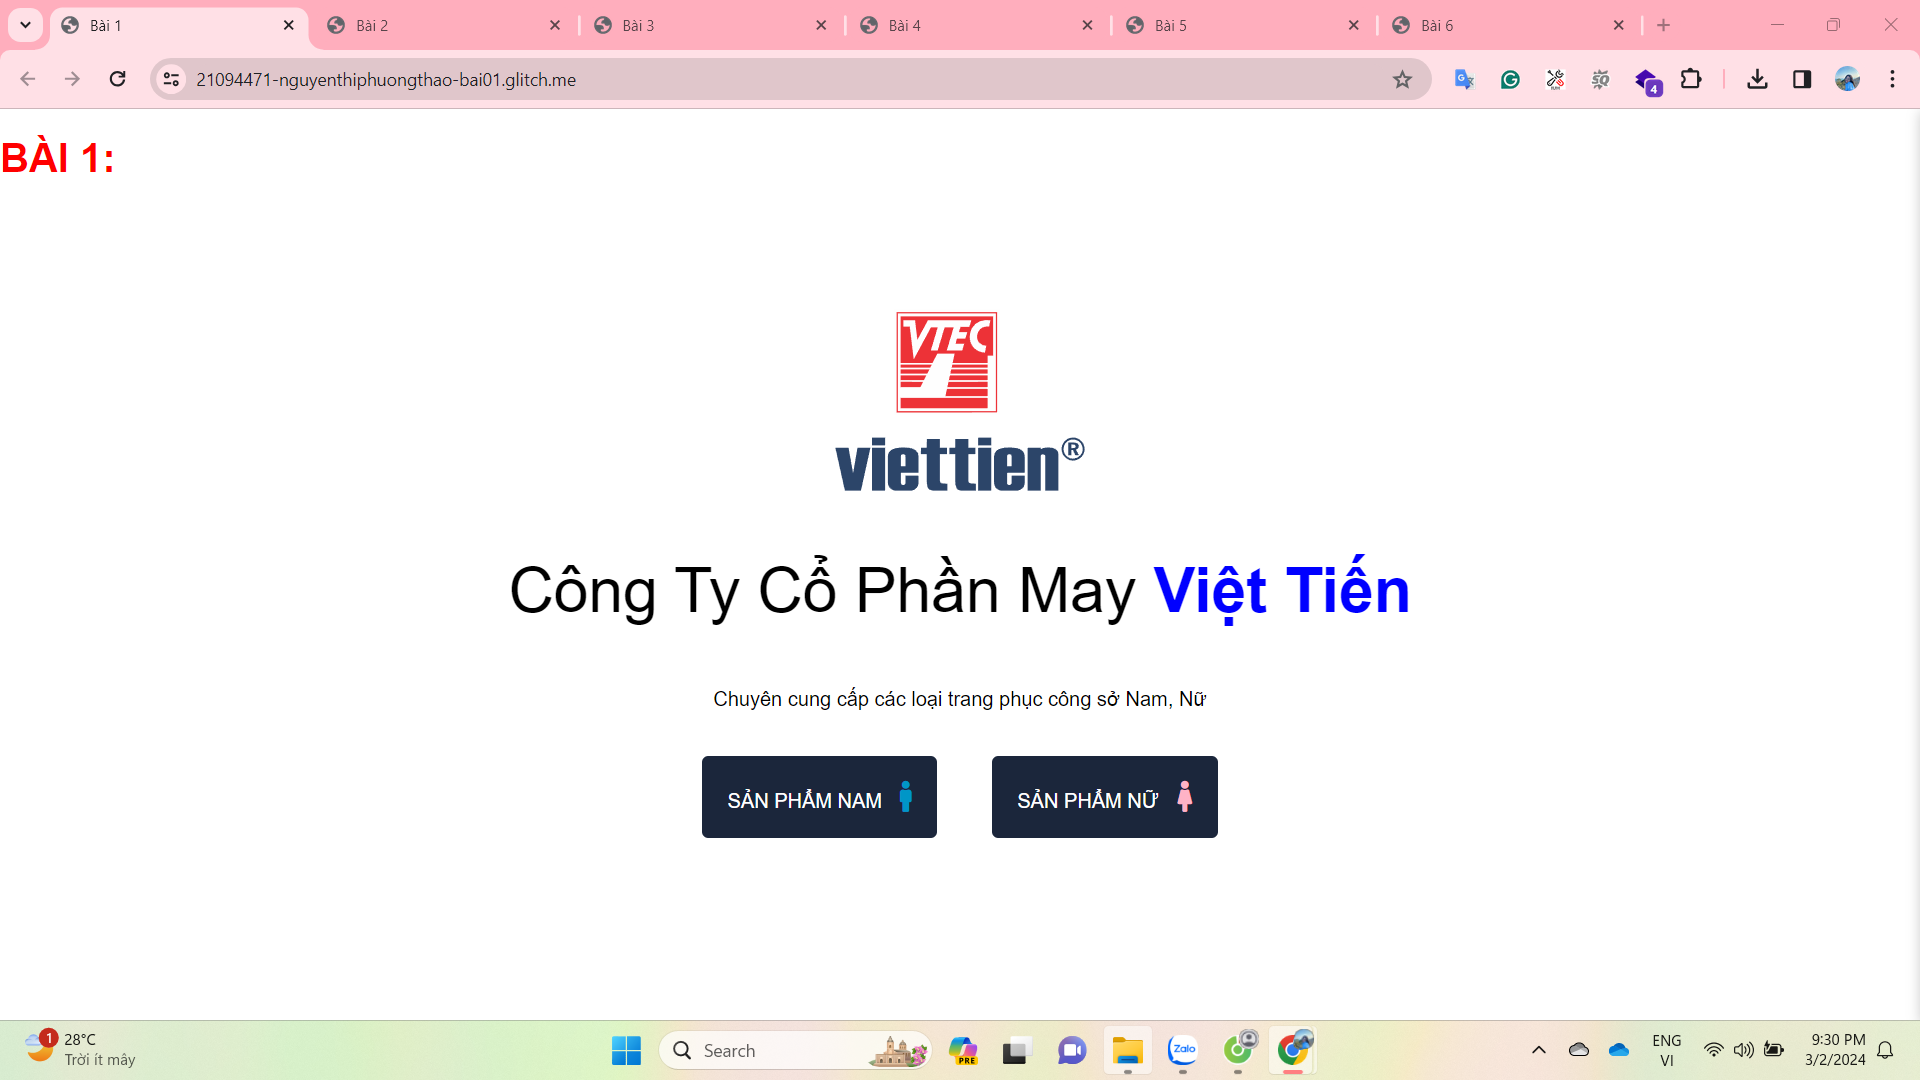 Bài 1
Bài 2
Bài 3
Bài 4
Bài 5
Bài 6
21094471-nguyenthiphuongthao-bai01.glitch.me
4
BÀI 1:
VTEC
viettien®
Công Ty Cổ Phần May Việt Tiến
Chuyên cung cấp các loại trang phục công sở Nam, Nữ
SẢN PHẨM NAM
SẢN PHẨM NỮ
1
28°C
Trời ít mây
Search
PRE
Zalo
ENG
VI
9:30 PM
3/2/2024